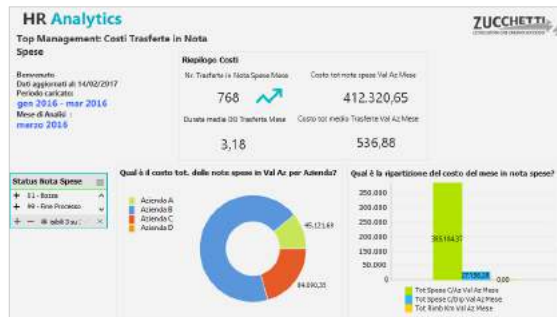 HR Analytics
ZUCCHETTI
Top Management: Costi Trasferte in Nota
Spese
Benvenuto
Dati aggiornati al: 14/02/2017
Periodo caricato:
gen 2016 - mar 2016
Mese di Analisi :
marzo 2016
Riepilogo Costi
Nr. Trasferte in Nota Spese Mese
Costo tot note spese Val Az Mese
768
412.320,65
Durata media GG Trasferta Mese
Costo tot medio Trasferte Val Az Mese
3,18
536,88
Status Nota Spese
+ 01 - Bozza
+ 99 - Fine Processo
Qual è il costo tot. delle note spese in Val Az per Azienda?
Azienda A
Azienda B
Azienda C
Azienda D
Qual è la ripartizione del costo del mese in nota spese?
350.000
300.000
250.000
200.000
150.000
100.000
50.000
0
0,00
Tot Spese C/Az Val Az Mese
Tot Spese C/Dip Val Az Mese
Tot Rimb Km Val Az Mese